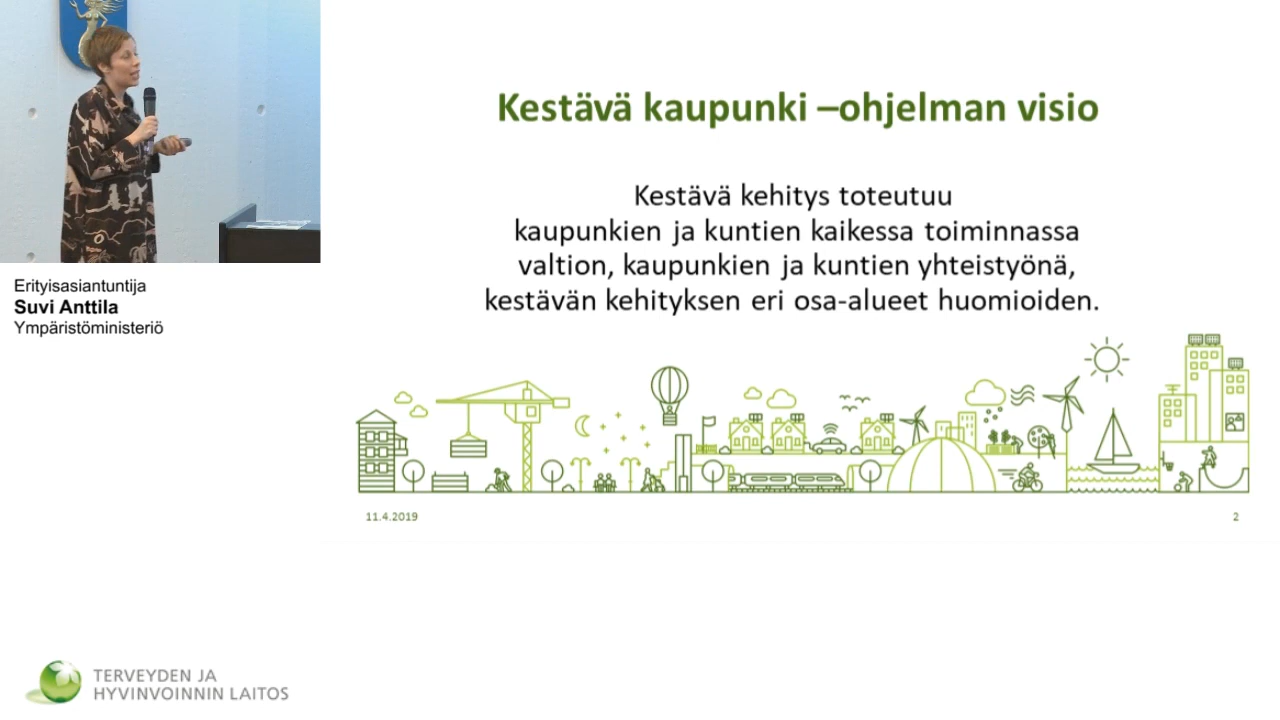 Kestävä kaupunki –ohjelman visio
Kestävä kehitys toteutuu
kaupunkien ja kuntien kaikessa toiminnassa
valtion, kaupunkien ja kuntien yhteistyönä,
kestävän kehityksen eri osa-alueet huomioiden.
11.4.2019
2
Erityisasiantuntija
Suvi Anttila
Ympäristöministeriö
TERVEYDEN JA
HYVINVOINNIN LAITOS